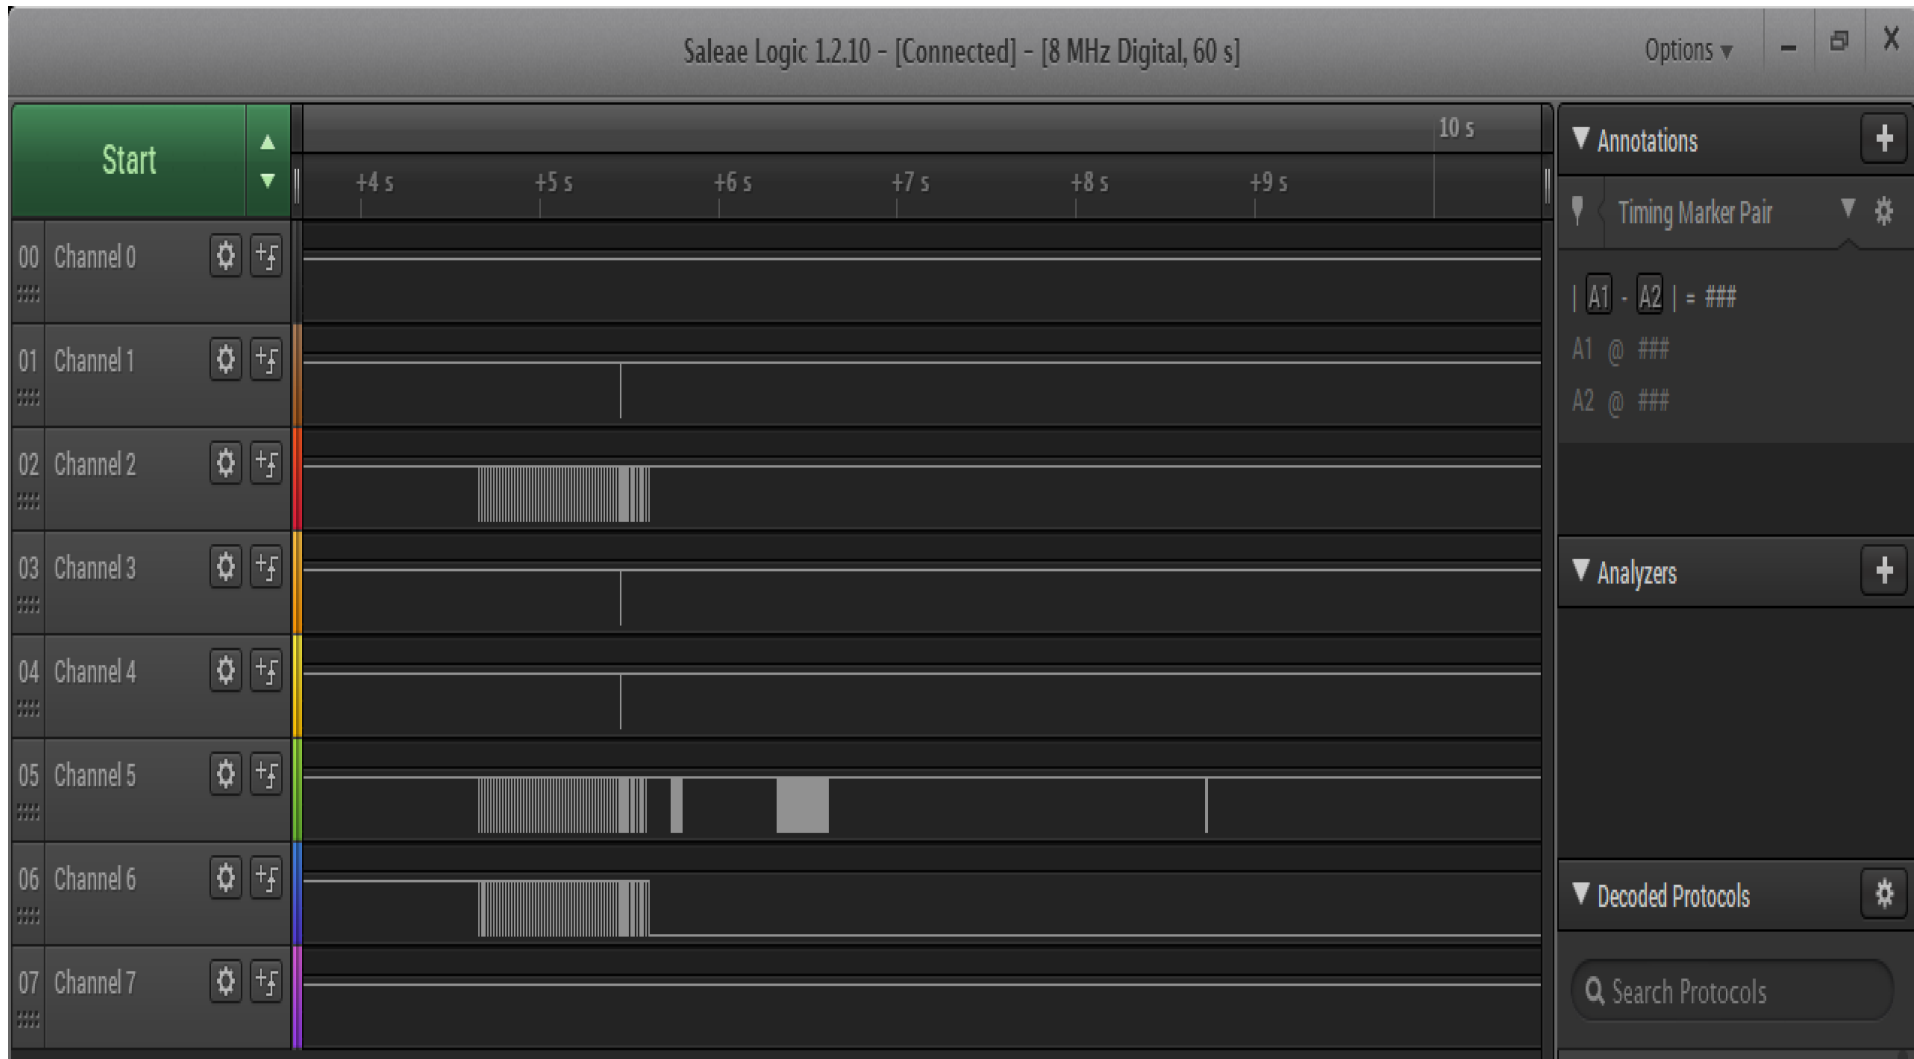 Saleae Logic 1.2.10 - [Connected] - [8 MHz Digital, 60 s]
Options
Start
10 s
+4 s +5 s +6 s +7 s +8 s +9 s
00 Channel 0
01 Channel 1
02 Channel 2
03 Channel 3
04 Channel 4
05 Channel 5
06 Channel 6
07 Channel 7
Annotations
Timing Marker Pair
| A1 - A2 | = ###
A1 @ ###
A2 @ ###
Analyzers
Decoded Protocols
Search Protocols